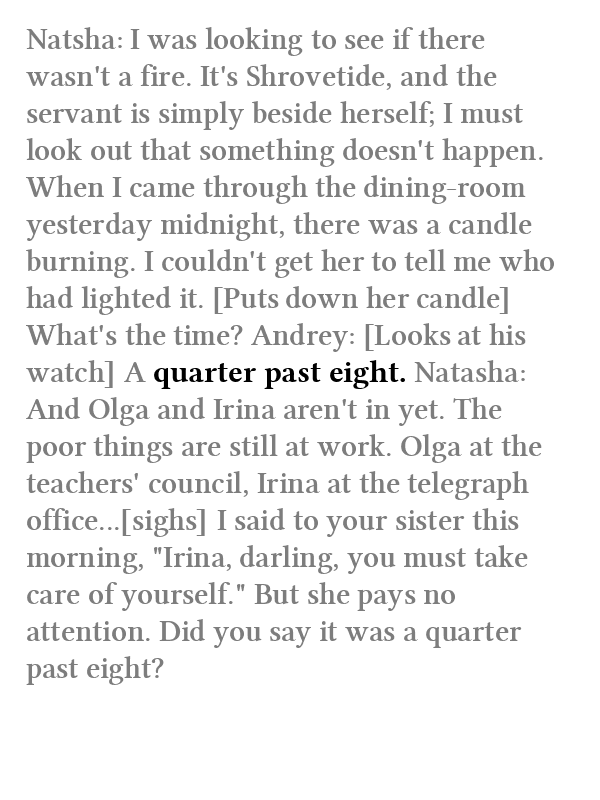 Natsha: I was looking to see if there
wasn't a fire. It's Shrovetide, and the
servant is simply beside herself; I must
look out that something doesn't happen.
When I came through the dining-room
yesterday midnight, there was a candle
burning. I couldn't get her to tell me who
had lighted it. [Puts down her candle]
What's the time? Andrey: [Looks at his
watch] A quarter past eight. Natasha:
And Olga and Irina aren't in yet. The
poor things are still at work. Olga at the
teachers' council, Irina at the telegraph
office...[sighs] I said to your sister this
morning, "Irina, darling, you must take
care of yourself." But she pays no
attention. Did you say it was a quarter
past eight?